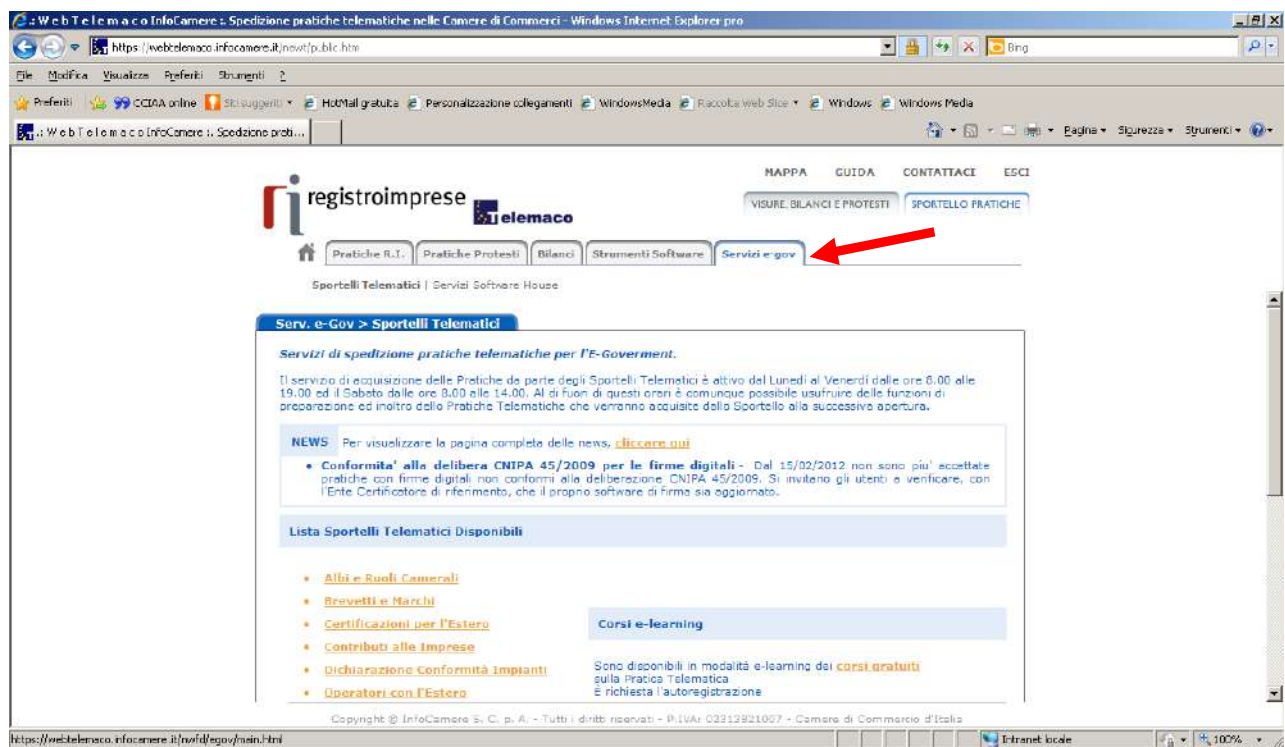 .: W e b T e l e m a c o InfoCamere :. Spedizione pratiche telematiche nelle Camere di Commerci - Windows Internet Explorer pro
https://webtelemaco.infocamere.it/newt/public.htm
Bing
File Modifica Visualizza Preferiti Strumenti ?
Preferiti CCIAA online Siti suggeriti HotMail gratuita Personalizzazione collegamenti WindowsMedia Raccolta Web Slice Windows Windows Media
.: W e b T e l e m a c o InfoCamere :. Spedizione prati...
Pagina Sicurezza Strumenti
MAPPA GUIDA CONTATTACI ESCI
registroimprese
Telemaco
VISURE, BILANCI E PROTESTI SPORTELLO PRATICHE
Pratiche R.I. Pratiche Protesti Bilanci Strumenti Software Servizi e-gov
Sportelli Telematici | Servizi Software House
Serv. e-Gov > Sportelli Telematici
Servizi di spedizione pratiche telematiche per l'E-Goverment.
Il servizio di acquisizione delle Pratiche da parte degli Sportelli Telematici è attivo dal Lunedì al Venerdì dalle ore 8.00 alle
19.00 ed il Sabato dalle ore 8.00 alle 14.00. Al di fuori di questi orari è comunque possibile usufruire delle funzioni di
preparazione ed inoltro delle Pratiche Telematiche che verranno acquisite dallo Sportello alla successiva apertura.
NEWS Per visualizzare la pagina completa delle news, cliccare qui
• Conformita' alla delibera CNIPA 45/2009 per le firme digitali - Dal 15/02/2012 non sono piu' accettate
pratiche con firme digitali non conformi alla deliberazione CNIPA 45/2009. Si invitano gli utenti a verificare, con
l'Ente Certificatore di riferimento, che il proprio software di firma sia aggiornato.
Lista Sportelli Telematici Disponibili
• Albi e Ruoli Camerali
• Brevetti e Marchi
• Certificazioni per l'Estero
• Contributi alle Imprese
• Dichiarazione Conformità Impianti
• Operatori con l'Estero
Corsi e-learning
Sono disponibili in modalità e-learning dei corsi gratuiti
sulla Pratica Telematica
È richiesta l'autoregistrazione
Copyright © InfoCamere S. C. p. A. - Tutti i diritti riservati - P.IVA: 02313821007 - Camere di Commercio d'Italia
https://webtelemaco.infocamere.it/nwfd/egov/main.html
Intranet locale
100%